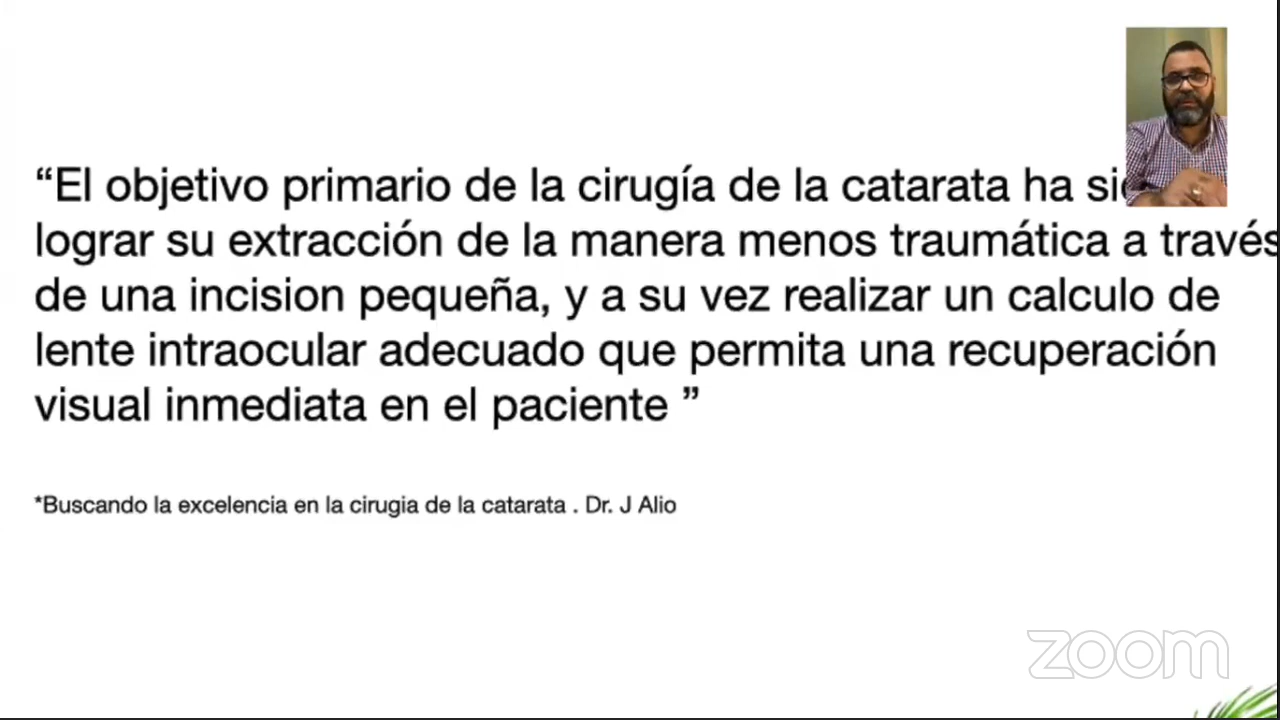 “El objetivo primario de la cirugía de la catarata ha
lograr su extracción de la manera menos traumática a través
de una incision pequeña, y a su vez realizar un calculo de
lente intraocular adecuado que permita una recuperación
visual inmediata en el paciente ”
*Buscando la excelencia en la cirugia de la catarata . Dr. J Alio
zoom